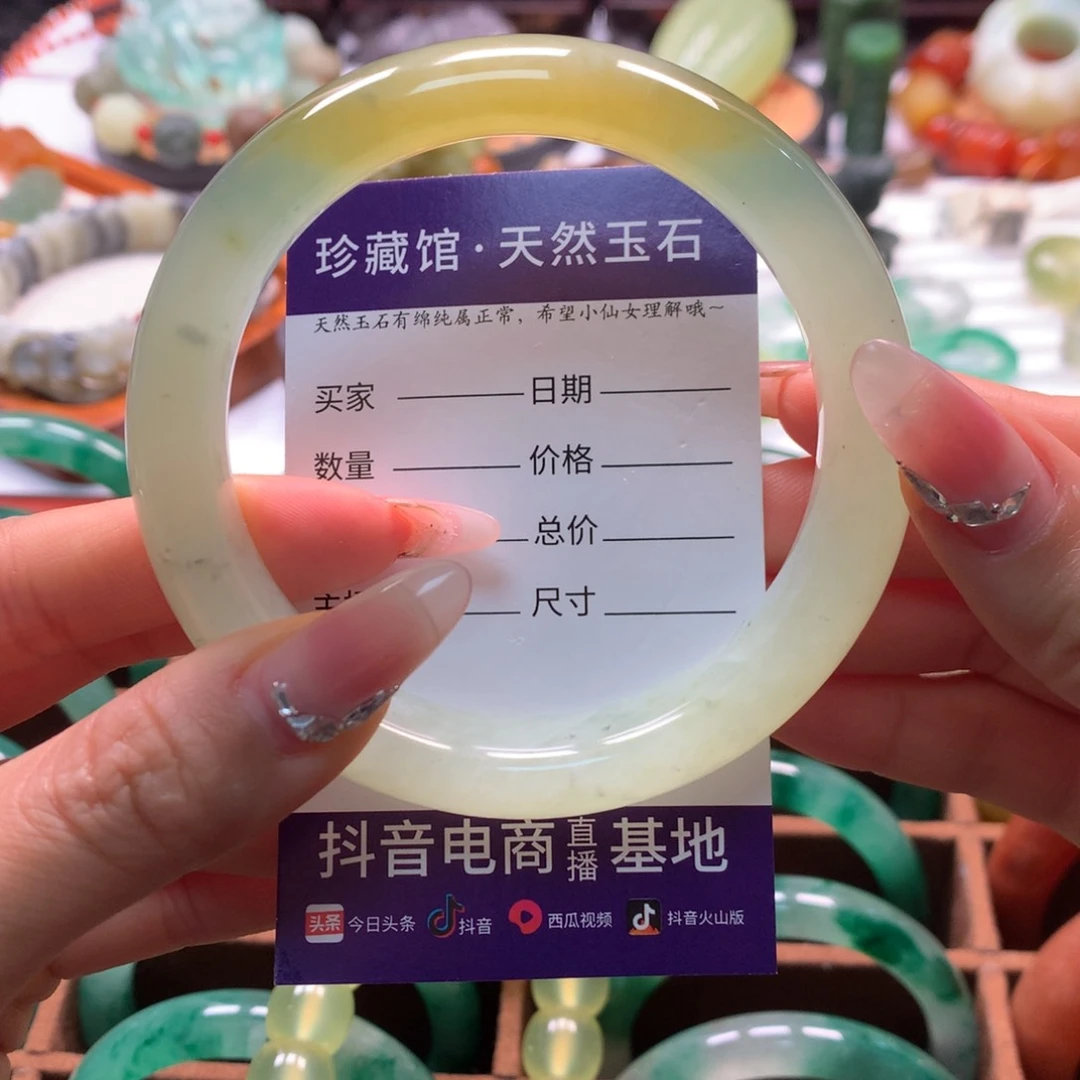 珍藏馆·天然玉石
天然玉石有绵纯属正常，希望小仙女理解哦～
买家 日期
数量 价格
总价
尺寸
抖音电商直播基地
头条 今日头条 抖音 西瓜视频 抖音火山版